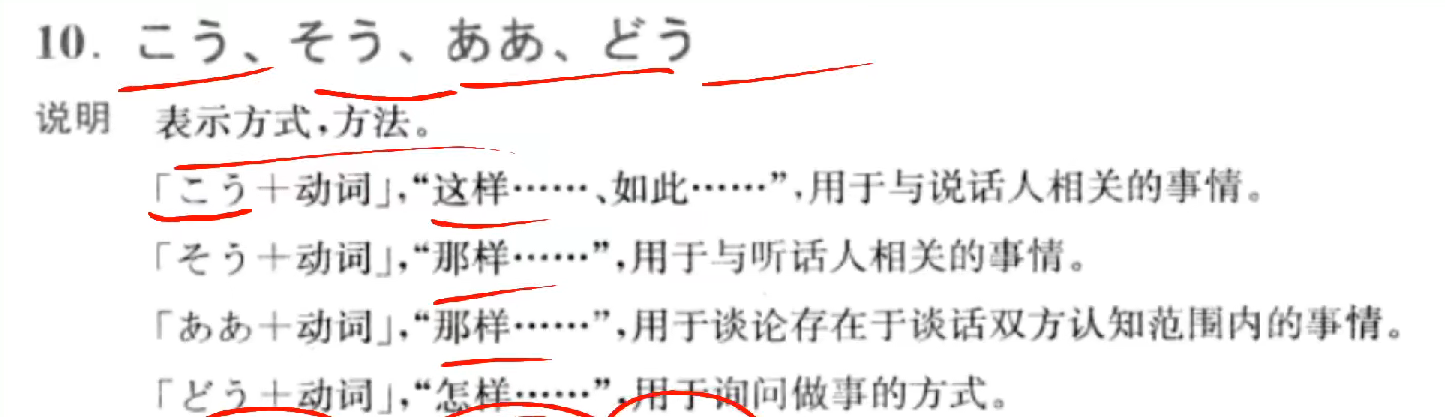 10. こう、そう、ああ、どう
说明 表示方式,方法。
「こう＋动词」,“这样……、如此……”,用于与说话人相关的事情。
「そう＋动词」,“那样……”,用于与听话人相关的事情。
「ああ＋动词」,“那样……”,用于谈论存在于谈话双方认知范围内的事情。
「どう＋动词」,“怎样……”,用于询问做事的方式。